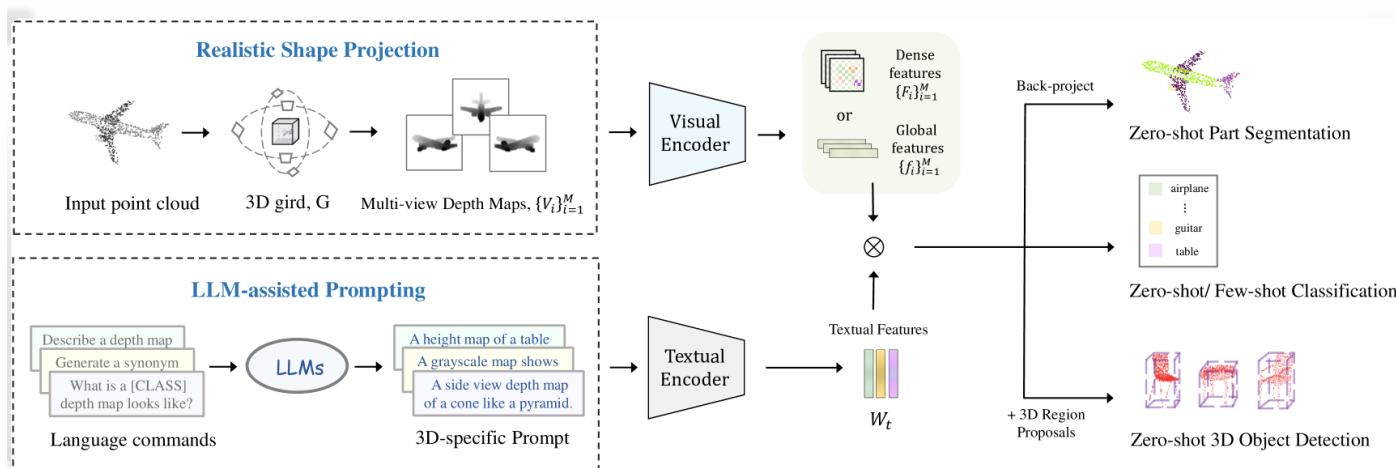 Realistic Shape Projection
Input point cloud
3D gird, G
Multi-view Depth Maps, {V_i}_{i=1}^M
LLM-assisted Prompting
Describe a depth map
Generate a synonym
What is a [CLASS]
depth map looks like?
Language commands
LLMs
A height map of a table
A grayscale map shows
A side view depth map
of a cone like a pyramid.
3D-specific Prompt
Visual
Encoder
Textual
Encoder
Dense
features
{F_i}_{i=1}^M
or
Global
features
{f_i}_{i=1}^M
⊗
Textual Features
W_t
Back-project
Zero-shot Part Segmentation
airplane
⋮
guitar
table
Zero-shot/ Few-shot Classification
+ 3D Region
Proposals
Zero-shot 3D Object Detection